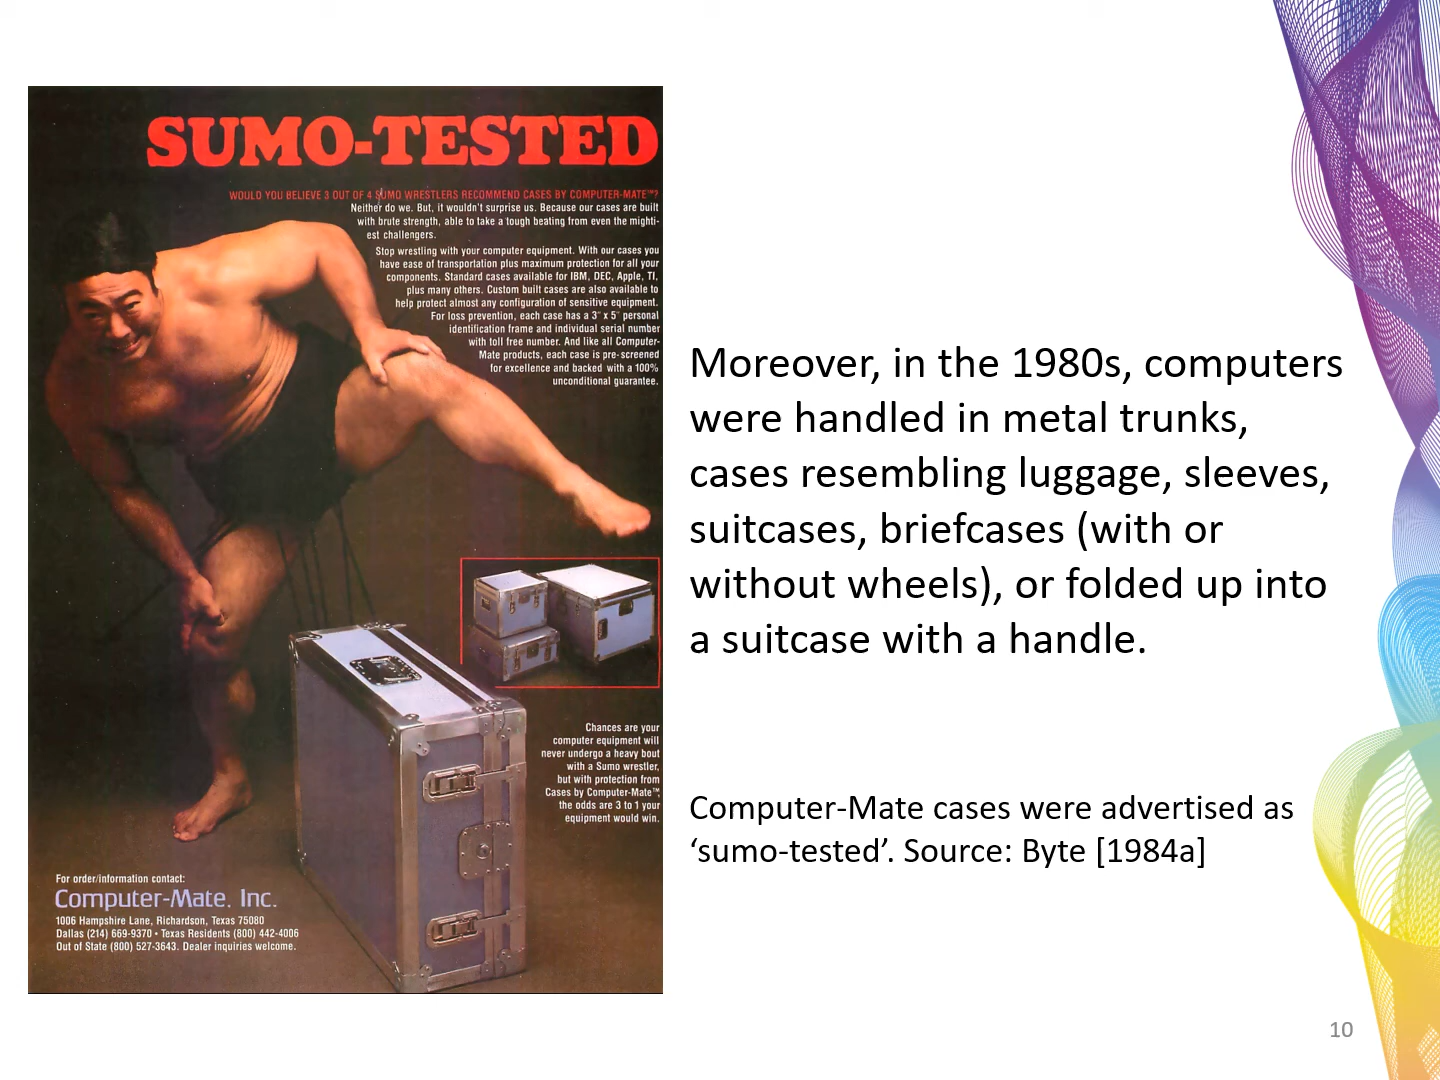 SUMO-TESTED
WOULD YOU BELIEVE 3 OUT OF 4 SUMO WRESTLERS RECOMMEND CASES BY COMPUTER-MATE™?
Neither do we. But, it wouldn't surprise us. Because our cases are built
with brute strength, able to take a tough beating from even the mighti-
est challengers.
Stop wrestling with your computer equipment. With our cases you
have ease of transportation plus maximum protection for all your
components. Standard cases available for IBM, DEC, Apple, TI,
plus many others. Custom built cases are also available to
help protect almost any configuration of sensitive equipment.
For loss prevention, each case has a 3" x 5" personal
identification frame and individual serial number
with toll free number. And like all Computer-
Mate products, each case is pre-screened
for excellence and backed with a 100%
unconditional guarantee.
Chances are your
computer equipment will
never undergo a heavy bout
with a Sumo wrestler,
but with protection from
Cases by Computer-Mate™,
the odds are 3 to 1 your
equipment would win.
For order/information contact:
Computer-Mate, Inc.
1006 Hampshire Lane, Richardson, Texas 75080
Dallas (214) 669-9370 • Texas Residents (800) 442-4006
Out of State (800) 527-3643. Dealer inquiries welcome.
Moreover, in the 1980s, computers
were handled in metal trunks,
cases resembling luggage, sleeves,
suitcases, briefcases (with or
without wheels), or folded up into
a suitcase with a handle.
Computer-Mate cases were advertised as
‘sumo-tested’. Source: Byte [1984a]
10